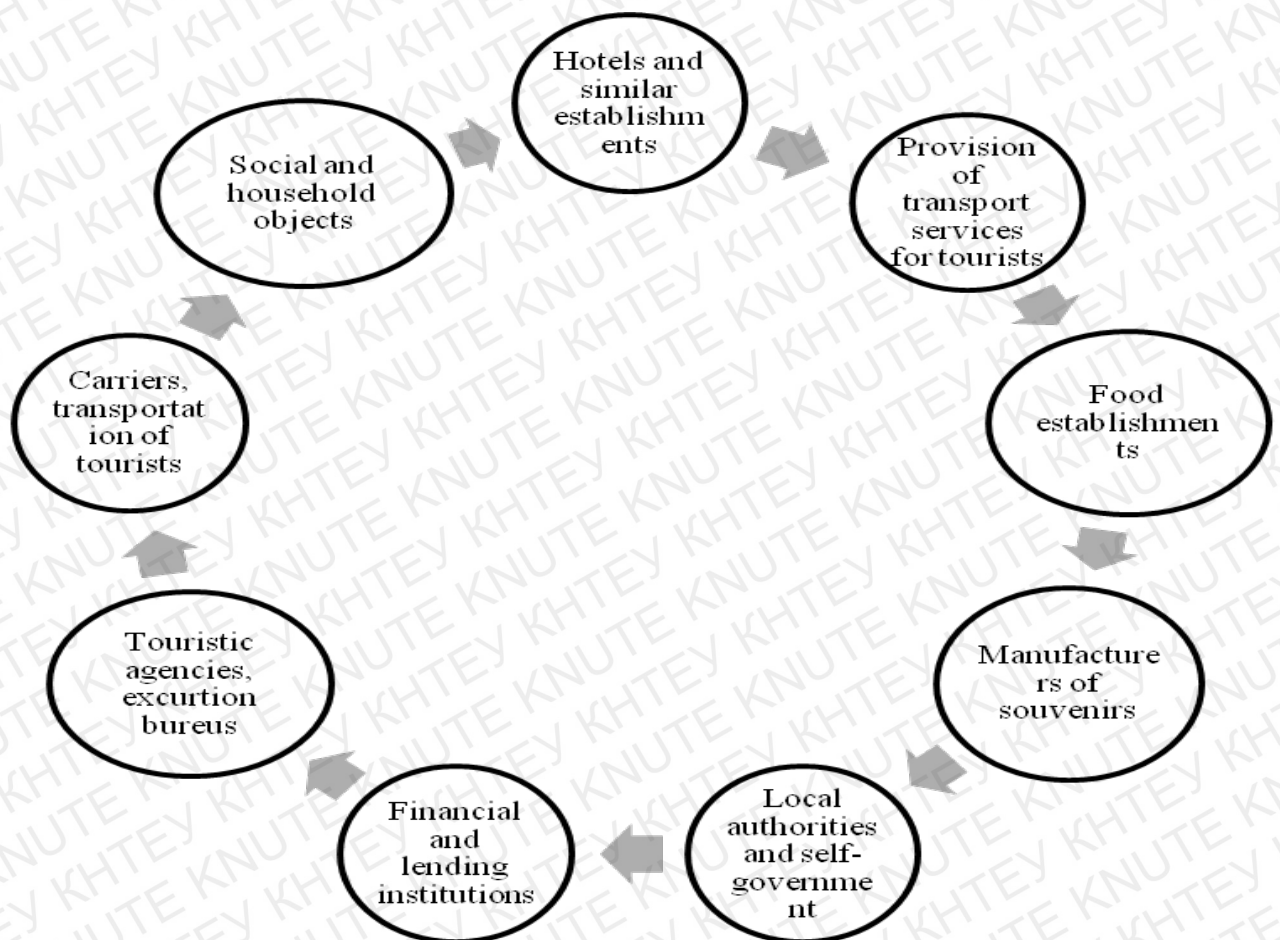 Hotels and
similar
establishm
ents
Provision
of
transport
services
for tourists
Food
establishmen
ts
Manufacture
rs of
souvenirs
Local
authorities
and self-
governme
nt
Financial
and
lending
institutions
Touristic
agencies,
excurtion
bureus
Carriers,
transportat
ion of
tourists
Social and
household
objects
KNUTE КНТЕУ